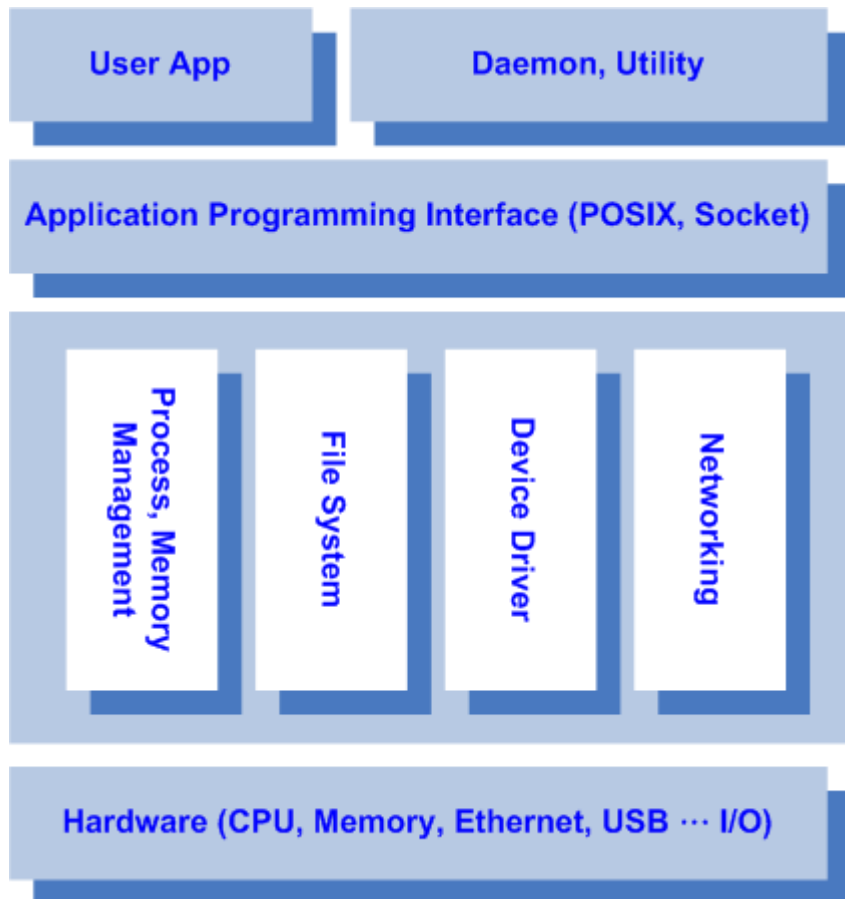 User App
Daemon, Utility
Application Programming Interface (POSIX, Socket)
Process, Memory
Management
File System
Device Driver
Networking
Hardware (CPU, Memory, Ethernet, USB ··· I/O)